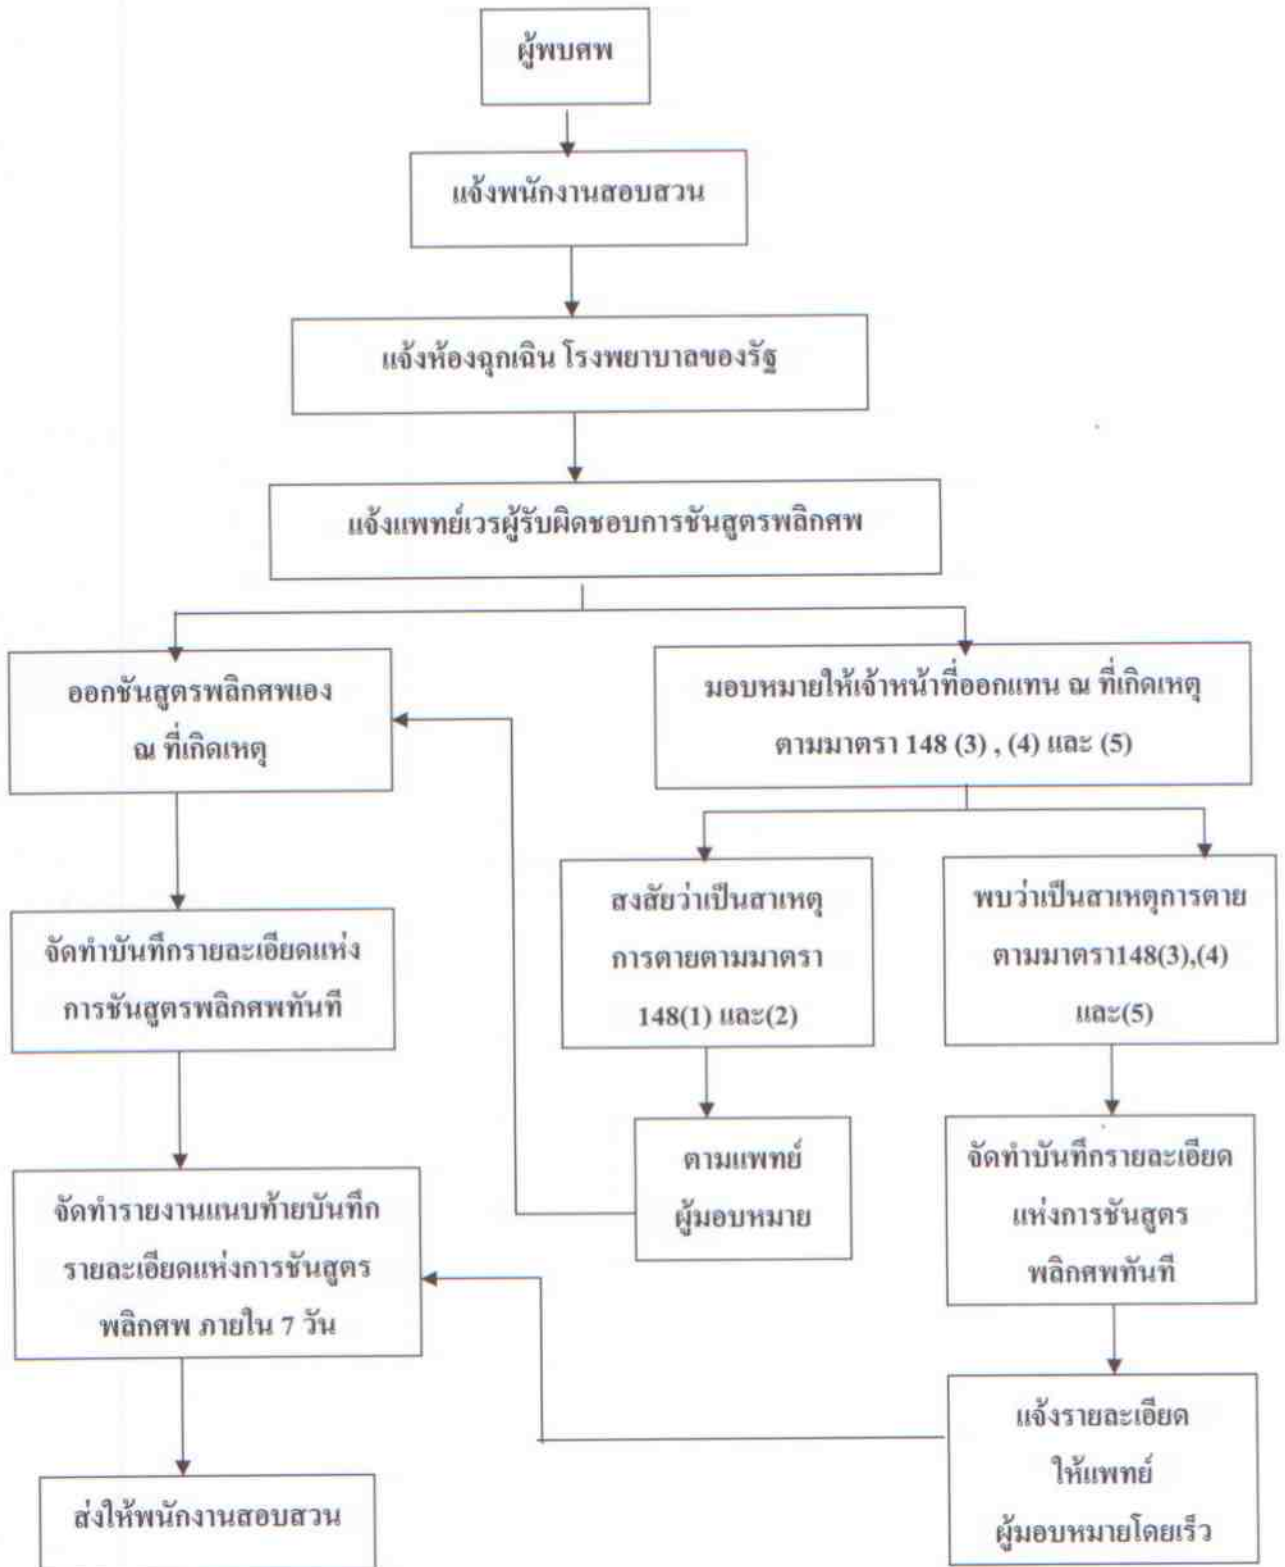 ผู้พบศพ
แจ้งพนักงานสอบสวน
แจ้งห้องฉุกเฉิน โรงพยาบาลของรัฐ
แจ้งแพทย์เวรผู้รับผิดชอบการชันสูตรพลิกศพ
ออกชันสูตรพลิกศพเอง
ณ ที่เกิดเหตุ
มอบหมายให้เจ้าหน้าที่ออกแทน ณ ที่เกิดเหตุ
ตามมาตรา 148 (3) , (4) และ (5)
สงสัยว่าเป็นสาเหตุ
การตายตามมาตรา
148(1) และ(2)
พบว่าเป็นสาเหตุการตาย
ตามมาตรา148(3),(4)
และ(5)
จัดทำบันทึกรายละเอียดแห่ง
การชันสูตรพลิกศพทันที
ตามแพทย์
ผู้มอบหมาย
จัดทำบันทึกรายละเอียด
แห่งการชันสูตร
พลิกศพทันที
จัดทำรายงานแนบท้ายบันทึก
รายละเอียดแห่งการชันสูตร
พลิกศพ ภายใน 7 วัน
แจ้งรายละเอียด
ให้แพทย์
ผู้มอบหมายโดยเร็ว
ส่งให้พนักงานสอบสวน